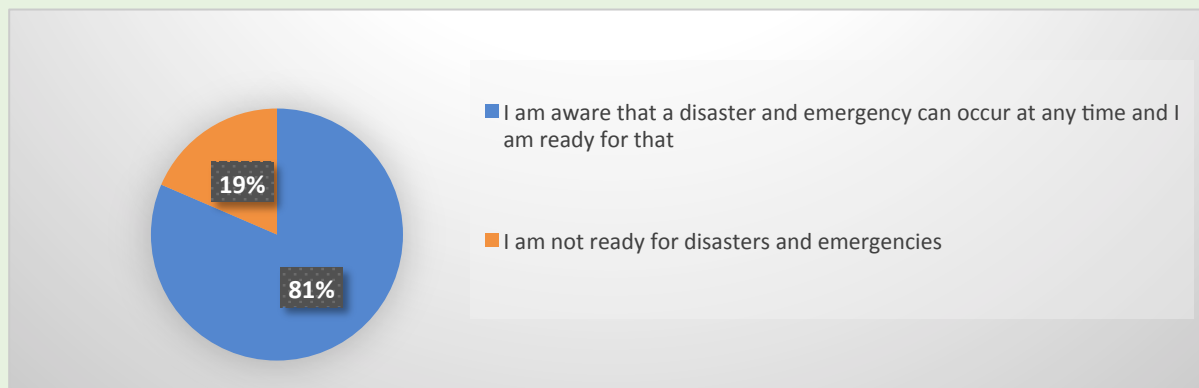 I am aware that a disaster and emergency can occur at any time and I
am ready for that
19%
I am not ready for disasters and emergencies
81%